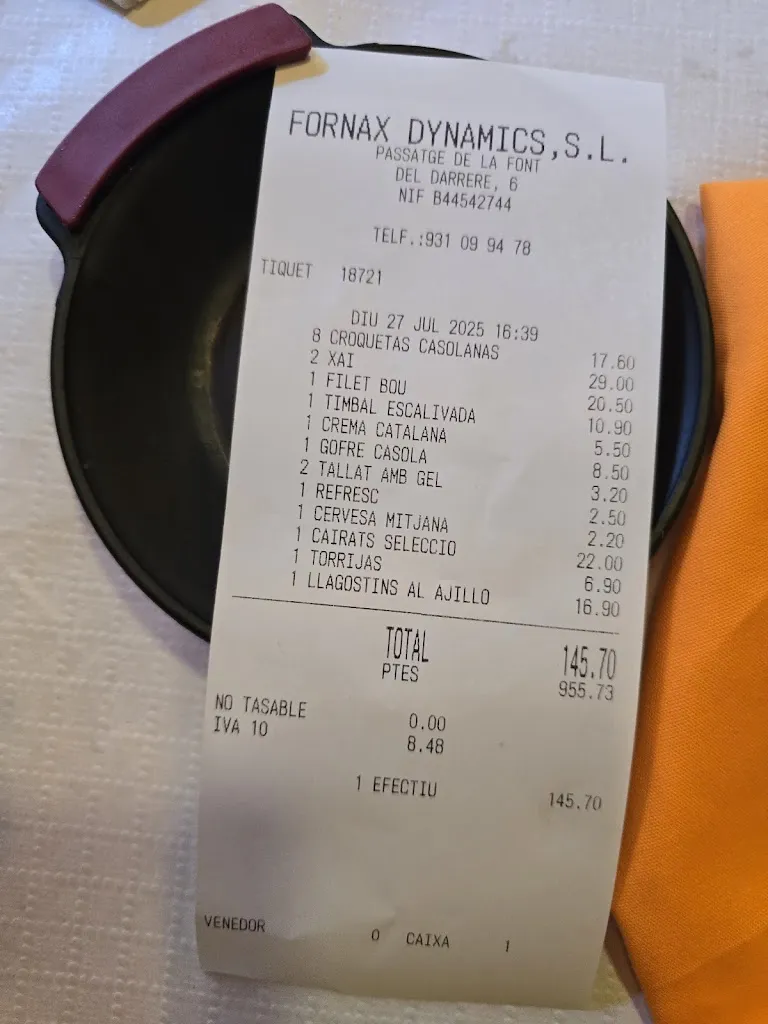 FORNAX DYNAMICS,S.L.
PASSATGE DE LA FONT
DEL DARRERE, 6
NIF B44542744
TELF.:931 09 94 78
TIQUET 18721
DIU 27 JUL 2025 16:39
8 CROQUETAS CASOLANAS 17.60
2 XAI 29.00
1 FILET BOU 20.50
1 TIMBAL ESCALIVADA 10.90
1 CREMA CATALANA 5.50
1 GOFRE CASOLA 8.50
2 TALLAT AMB GEL 3.20
1 REFRESC 2.50
1 CERVESA MITJANA 2.20
1 CAIRATS SELECCIO 22.00
1 TORRIJAS 6.90
1 LLAGOSTINS AL AJILLO 16.90
TOTAL 145.70
PTES 955.73
NO TASABLE 0.00
IVA 10 8.48
1 EFECTIU 145.70
VENEDOR 0 CAIXA 1